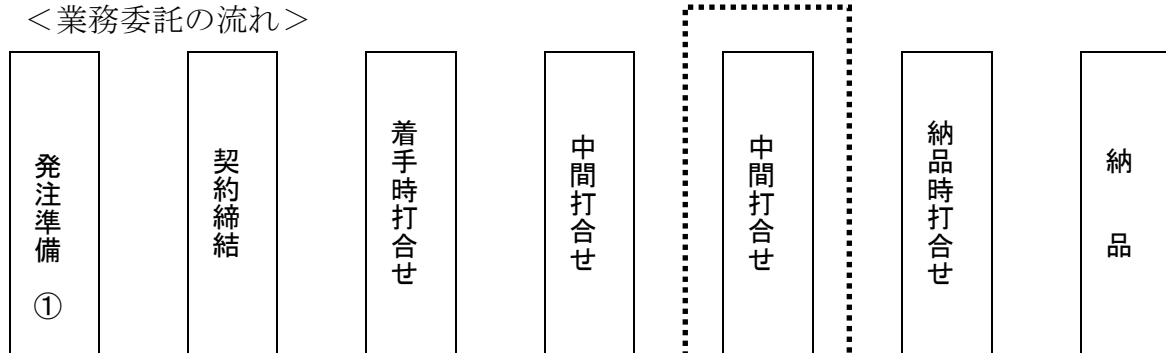 <業務委託の流れ>
発注準備 ①
契約締結
着手時打合せ
中間打合せ
中間打合せ
納品時打合せ
納品